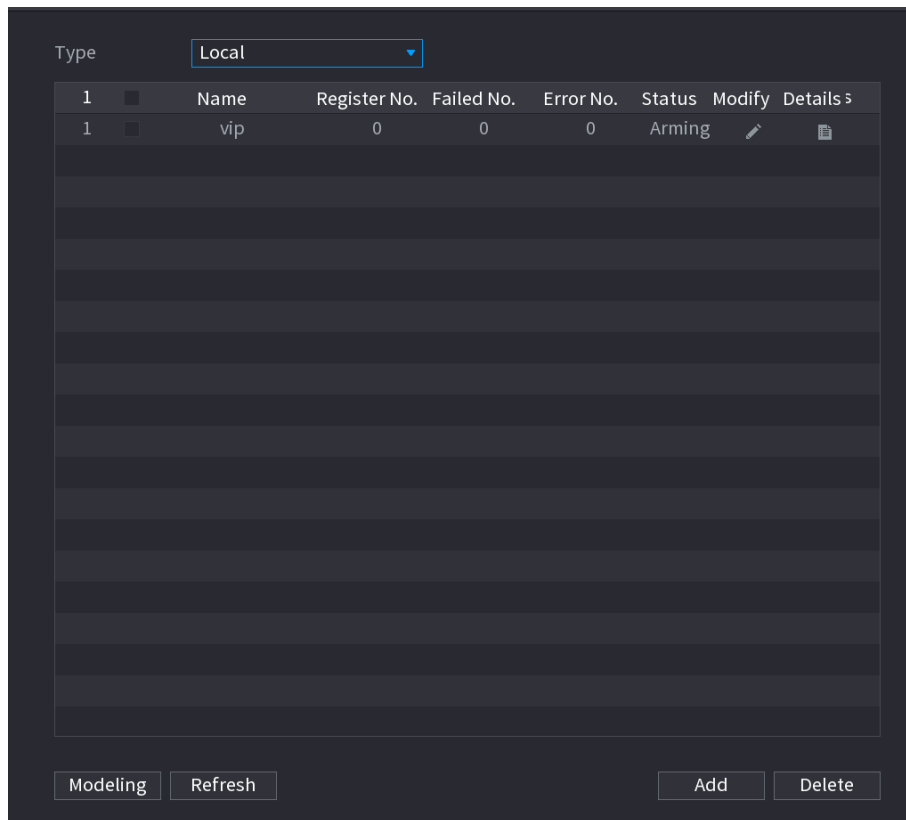 Type Local
1 Name Register No. Failed No. Error No. Status Modify Details s
1 vip 0 0 0 Arming
Modeling Refresh Add Delete